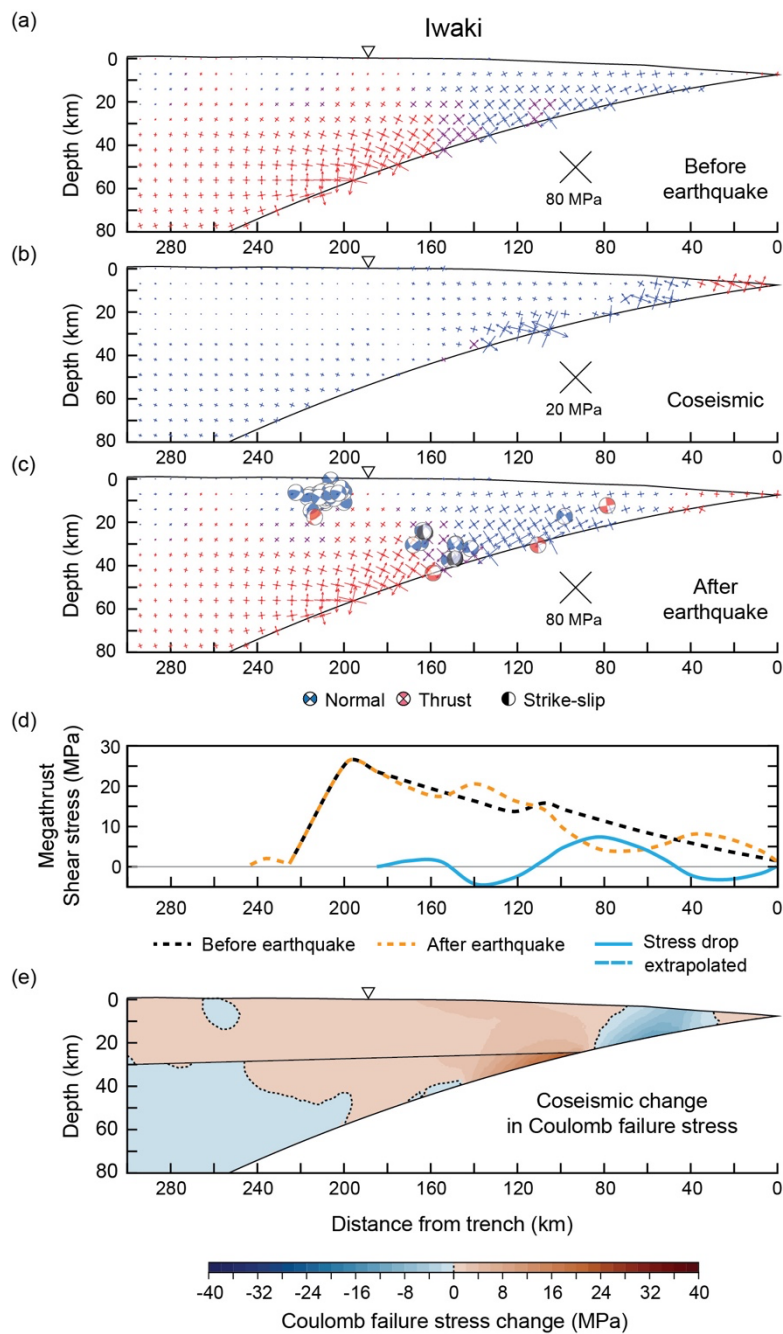 (a)
Iwaki
0
20
40
60
80
Depth (km)
80 MPa
Before
earthquake
280 240 200 160 120 80 40 0
(b)
0
20
40
60
80
Depth (km)
20 MPa
Coseismic
280 240 200 160 120 80 40 0
(c)
0
20
40
60
80
Depth (km)
80 MPa
After
earthquake
280 240 200 160 120 80 40 0
Normal Thrust Strike-slip
(d)
30
20
10
0
Megathrust
Shear stress (MPa)
280 240 200 160 120 80 40 0
Before earthquake After earthquake Stress drop
extrapolated
(e)
0
20
40
60
80
Depth (km)
Coseismic change
in Coulomb failure stress
280 240 200 160 120 80 40 0
Distance from trench (km)
-40 -32 -24 -16 -8 0 8 16 24 32 40
Coulomb failure stress change (MPa)